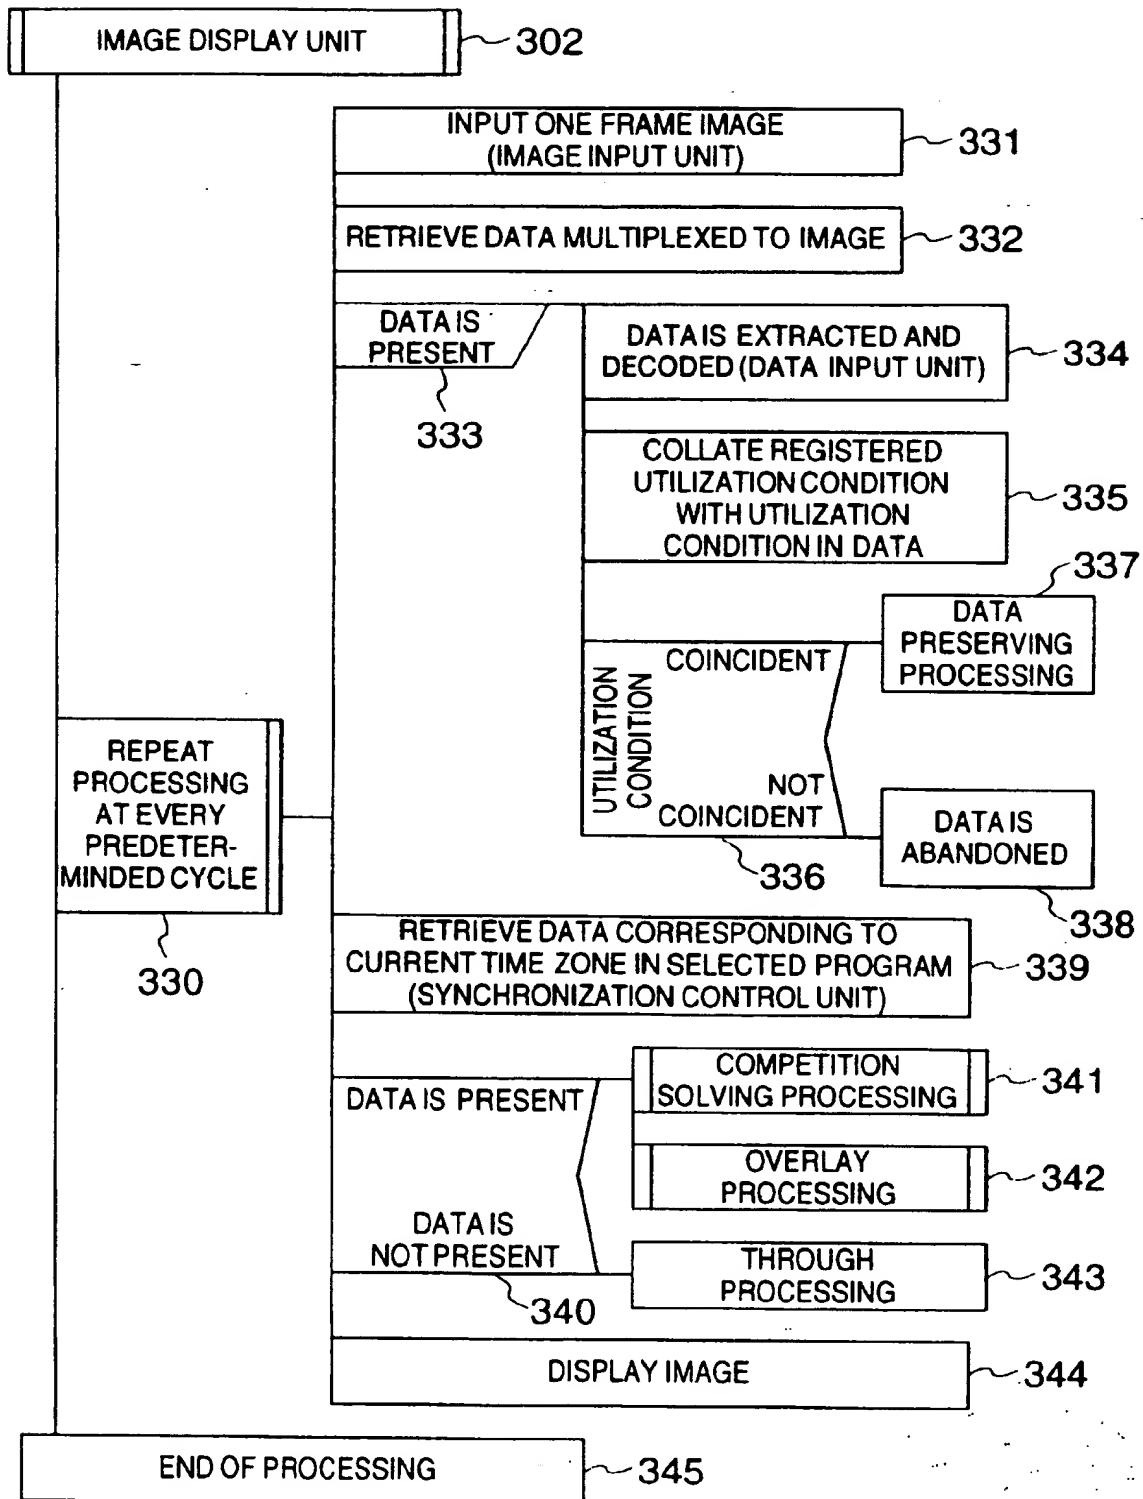 IMAGE DISPLAY UNIT
302
INPUT ONE FRAME IMAGE
(IMAGE INPUT UNIT)
331
RETRIEVE DATA MULTIPLEXED TO IMAGE
332
DATA IS
PRESENT
333
DATA IS EXTRACTED AND
DECODED (DATA INPUT UNIT)
334
COLLATE REGISTERED
UTILIZATION CONDITION
WITH UTILIZATION
CONDITION IN DATA
335
UTILIZATION
CONDITION
COINCIDENT
NOT
COINCIDENT
336
337
DATA
PRESERVING
PROCESSING
DATA IS
ABANDONED
338
REPEAT
PROCESSING
AT EVERY
PREDETER-
MINDED CYCLE
330
RETRIEVE DATA CORRESPONDING TO
CURRENT TIME ZONE IN SELECTED PROGRAM
(SYNCHRONIZATION CONTROL UNIT)
339
DATA IS PRESENT
DATA IS
NOT PRESENT
340
COMPETITION
SOLVING PROCESSING
341
OVERLAY
PROCESSING
342
THROUGH
PROCESSING
343
DISPLAY IMAGE
344
END OF PROCESSING
345